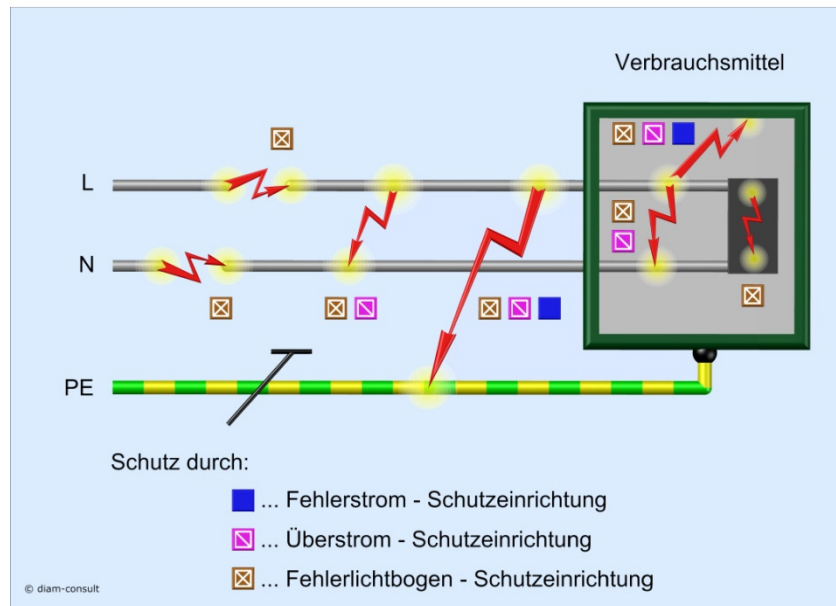 Verbrauchsmittel
L
N
PE
Schutz durch:
... Fehlerstrom - Schutzeinrichtung
... Überstrom - Schutzeinrichtung
... Fehlerlichtbogen - Schutzeinrichtung
© diam-consult